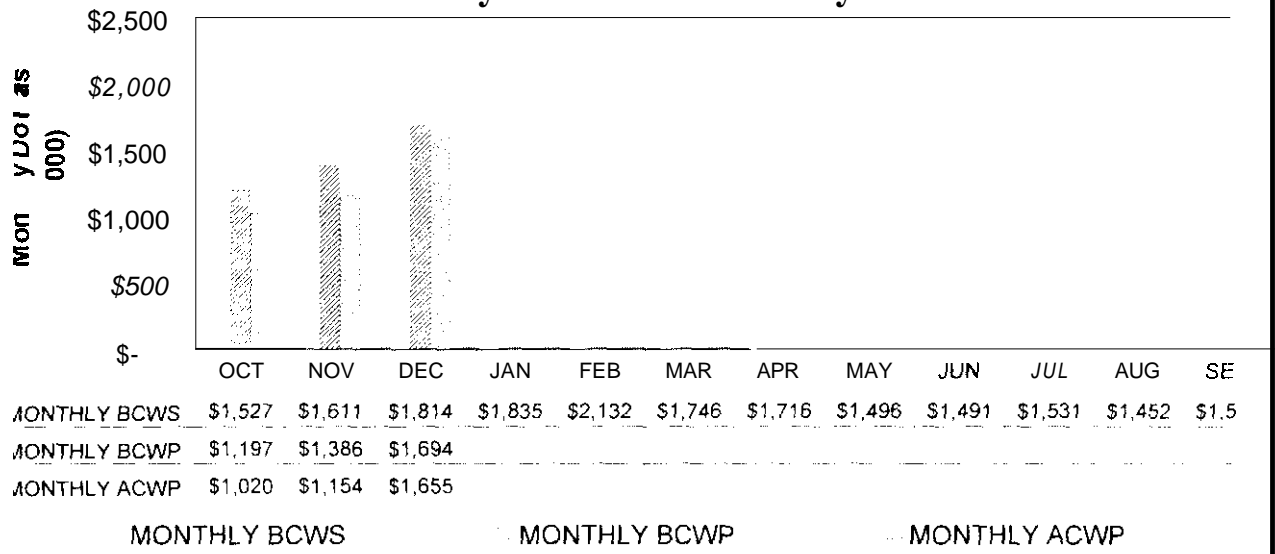 $2,500
$2,000
$1,500
$1,000
$500
$-
OCT NOV DEC JAN FEB MAR APR MAY JUN JUL AUG SE
MONTHLY BCWS $1,527 $1,611 $1,814 $1,835 $2,132 $1,746 $1,716 $1,496 $1,491 $1,531 $1,452 $1.5
MONTHLY BCWP $1,197 $1,386 $1,694
MONTHLY ACWP $1,020 $1,154 $1,655
MONTHLY BCWS MONTHLY BCWP MONTHLY ACWP